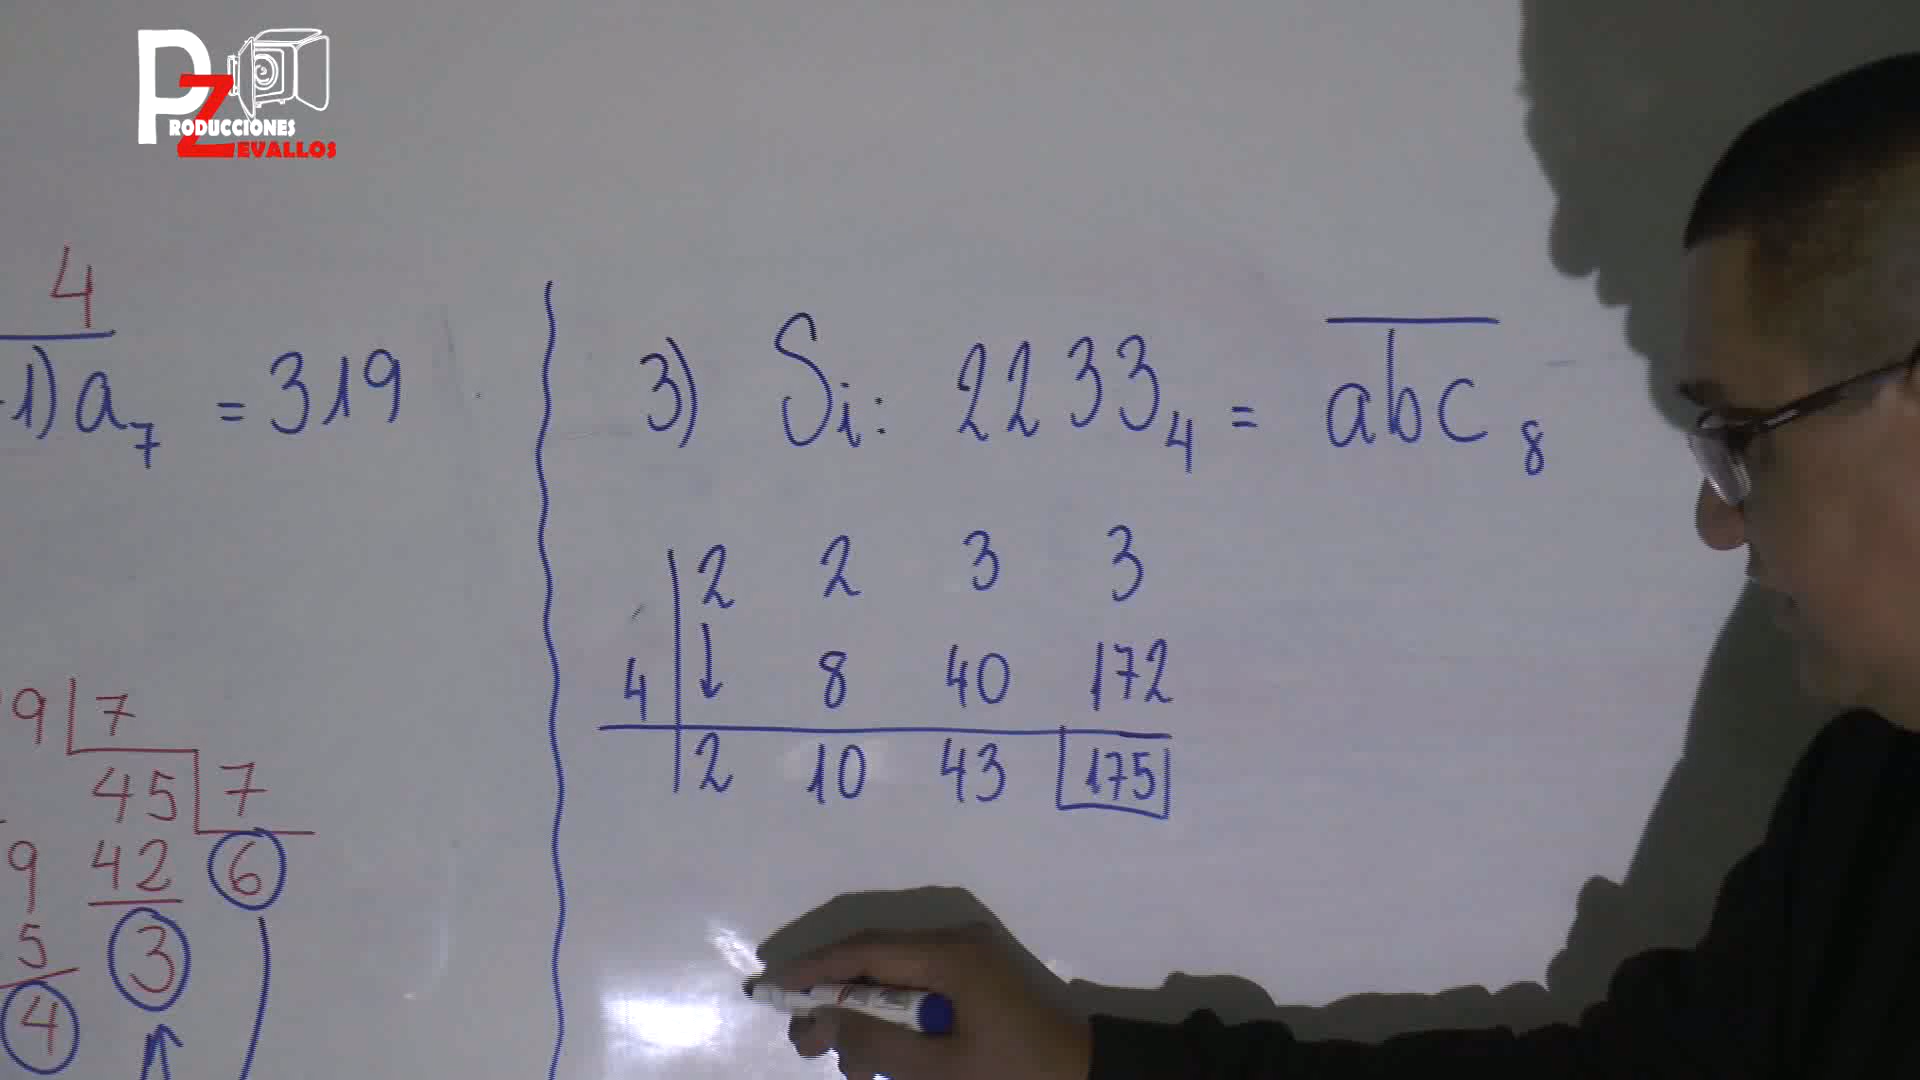 PRODUCCIONES
ZEVALLOS
4
1)a₇ = 319
9 7
45 7
9 42 6
5 3
4
3) Si: 2233₄ = abc₈
2 2 3 3
4 8 40 172
2 10 43 175